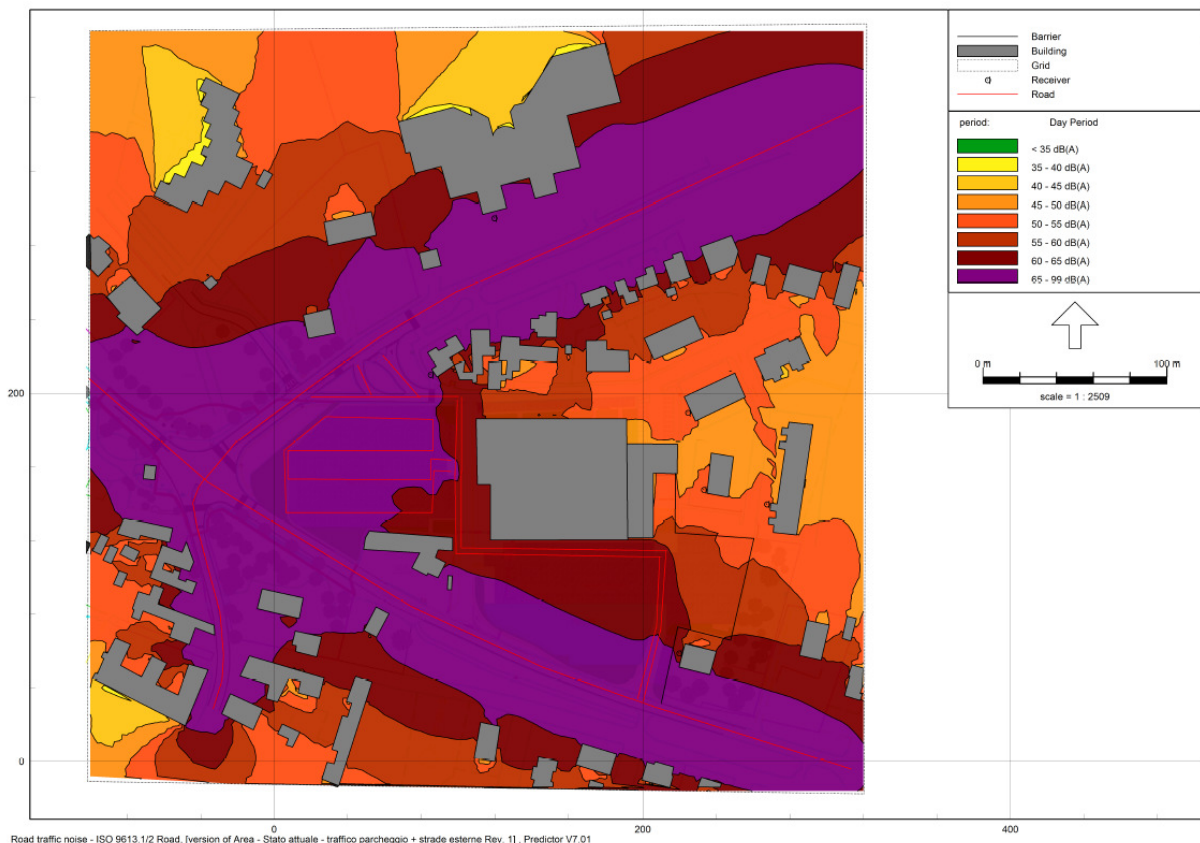 Barrier
Building
Grid
Receiver
Road
period: Day Period
< 35 dB(A)
35 - 40 dB(A)
40 - 45 dB(A)
45 - 50 dB(A)
50 - 55 dB(A)
55 - 60 dB(A)
60 - 65 dB(A)
65 - 99 dB(A)
0 m 100 m
scale = 1 : 2509
200
0
0 200 400
Road traffic noise - ISO 9613.1/2 Road, [version of Area - Stato attuale - traffico parcheggio + strade esterne Rev. 1] , Predictor V7.01